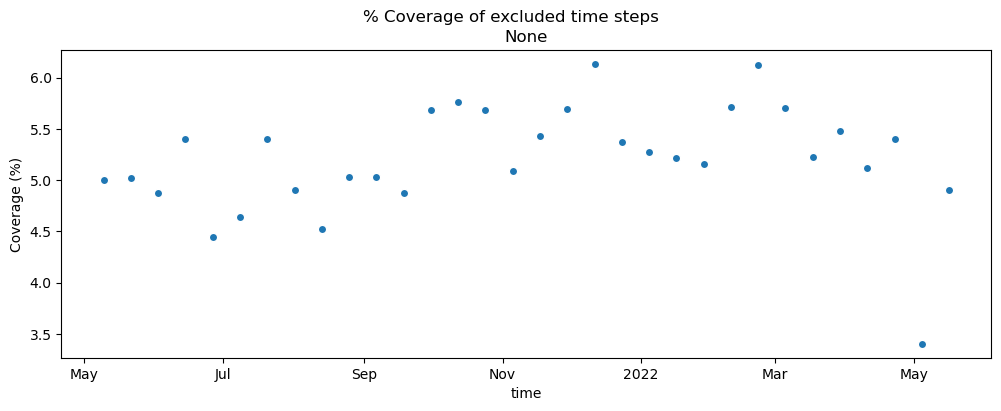 % Coverage of excluded time steps
None
Coverage (%)
6.0
5.5
5.0
4.5
4.0
3.5
May
Jul
Sep
Nov
2022
Mar
May
time